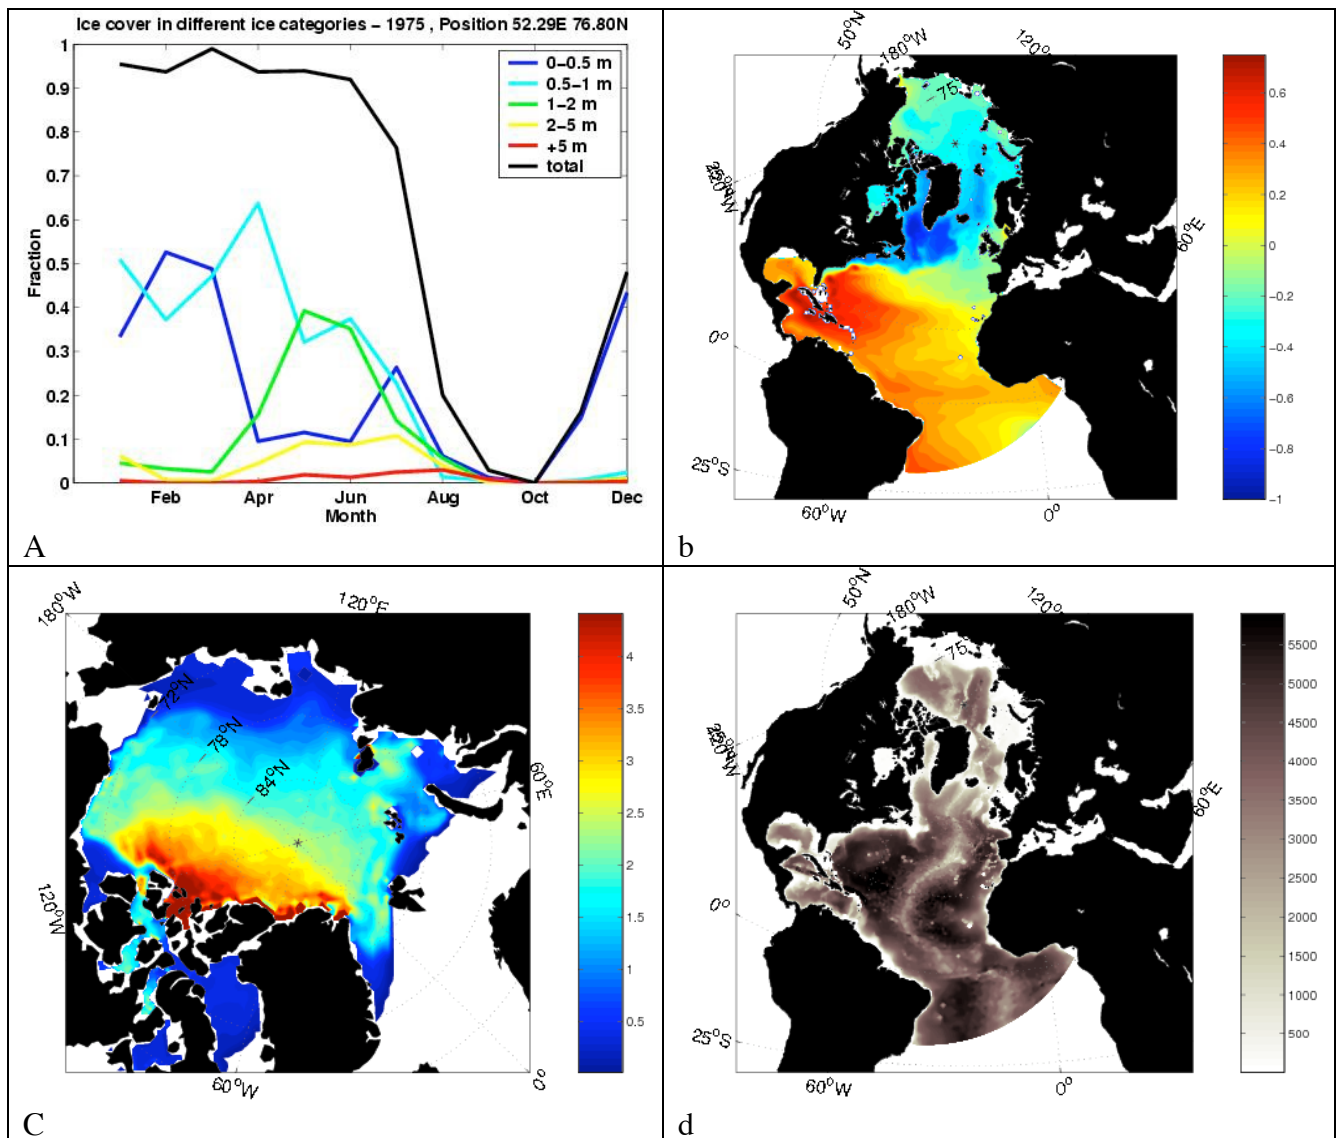 Ice cover in different ice categories – 1975 , Position 52.29E 76.80N
1
0.9
0.8
0.7
0.6
0.5
0.4
0.3
0.2
0.1
0
Fraction
0–0.5 m
0.5–1 m
1–2 m
2–5 m
+5 m
total
Feb
Apr
Jun
Aug
Oct
Dec
Month
A
50°N
-180°W
120°
– 75
60°E
0°
25°S
60°W
0°
0.6
0.4
0.2
0
−0.2
−0.4
−0.6
−0.8
−1
b
180°W
120°E
72°N
– 78°N
– 84°N
60°E
120°W
60°W
0°
4
3.5
3
2.5
2
1.5
1
0.5
C
50°N
-180°W
120°
– 75
60°E
0°
25°S
60°W
0°
5500
5000
4500
4000
3500
3000
2500
2000
1500
1000
500
d